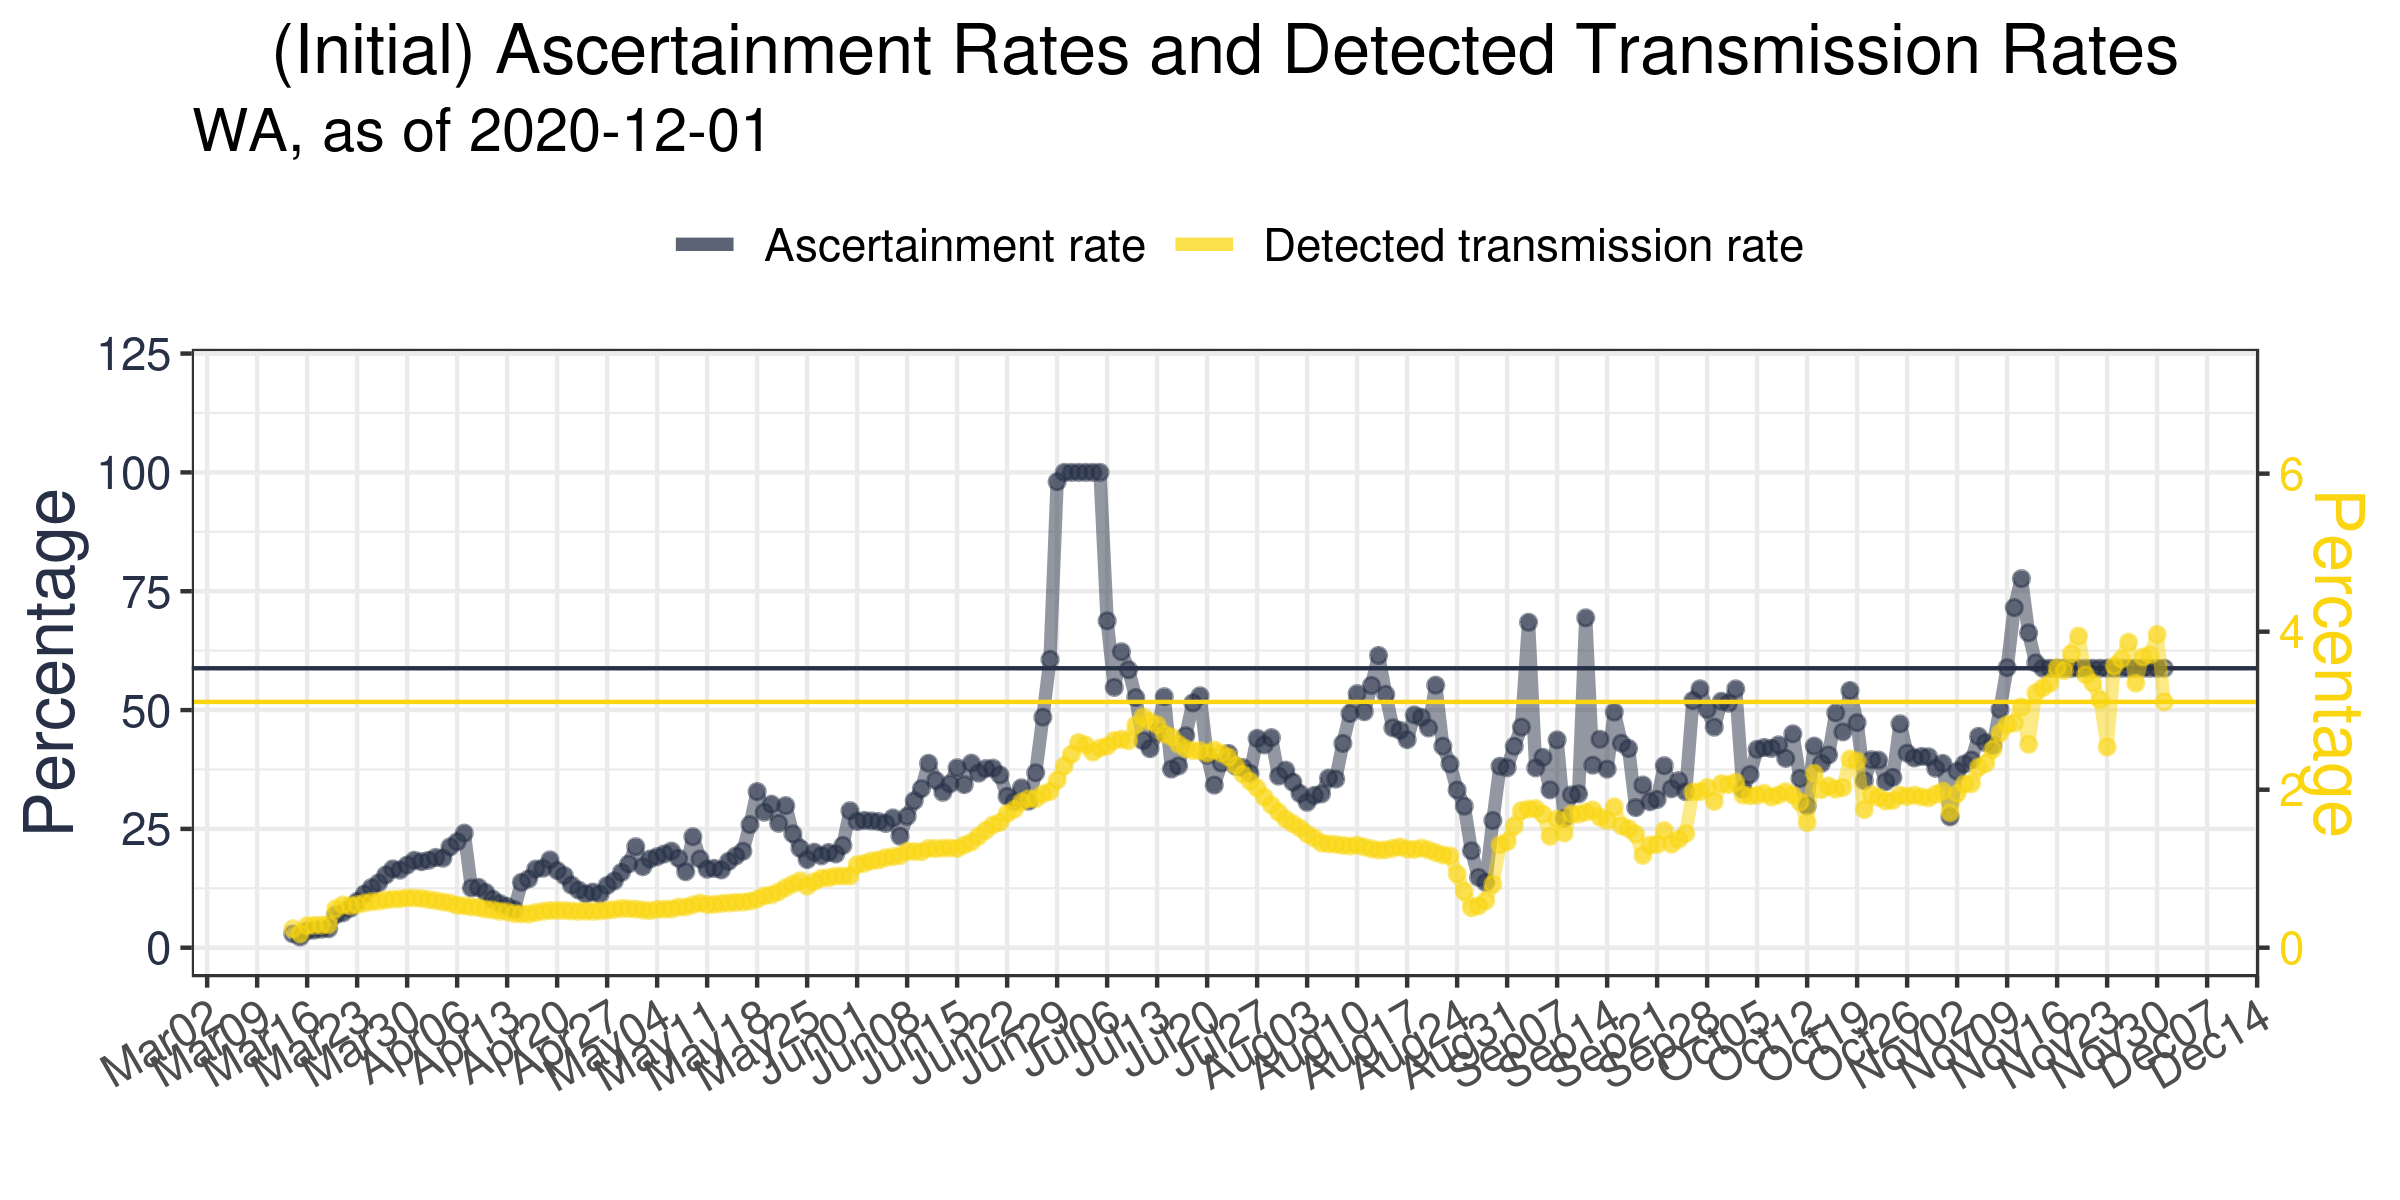 (Initial) Ascertainment Rates and Detected Transmission Rates
WA, as of 2020-12-01
Ascertainment rate
Detected transmission rate
Percentage
125
100
75
50
25
0
6
4
2
0
Percentage
Mar02
Mar09
Mar16
Mar23
Mar30
Apr06
Apr13
Apr20
Apr27
May04
May11
May18
May25
Jun01
Jun08
Jun15
Jun22
Jun29
Jul06
Jul13
Jul20
Jul27
Aug03
Aug10
Aug17
Aug24
Aug31
Sep07
Sep14
Sep21
Sep28
Oct05
Oct12
Oct19
Oct26
Nov02
Nov09
Nov16
Nov23
Nov30
Dec07
Dec14